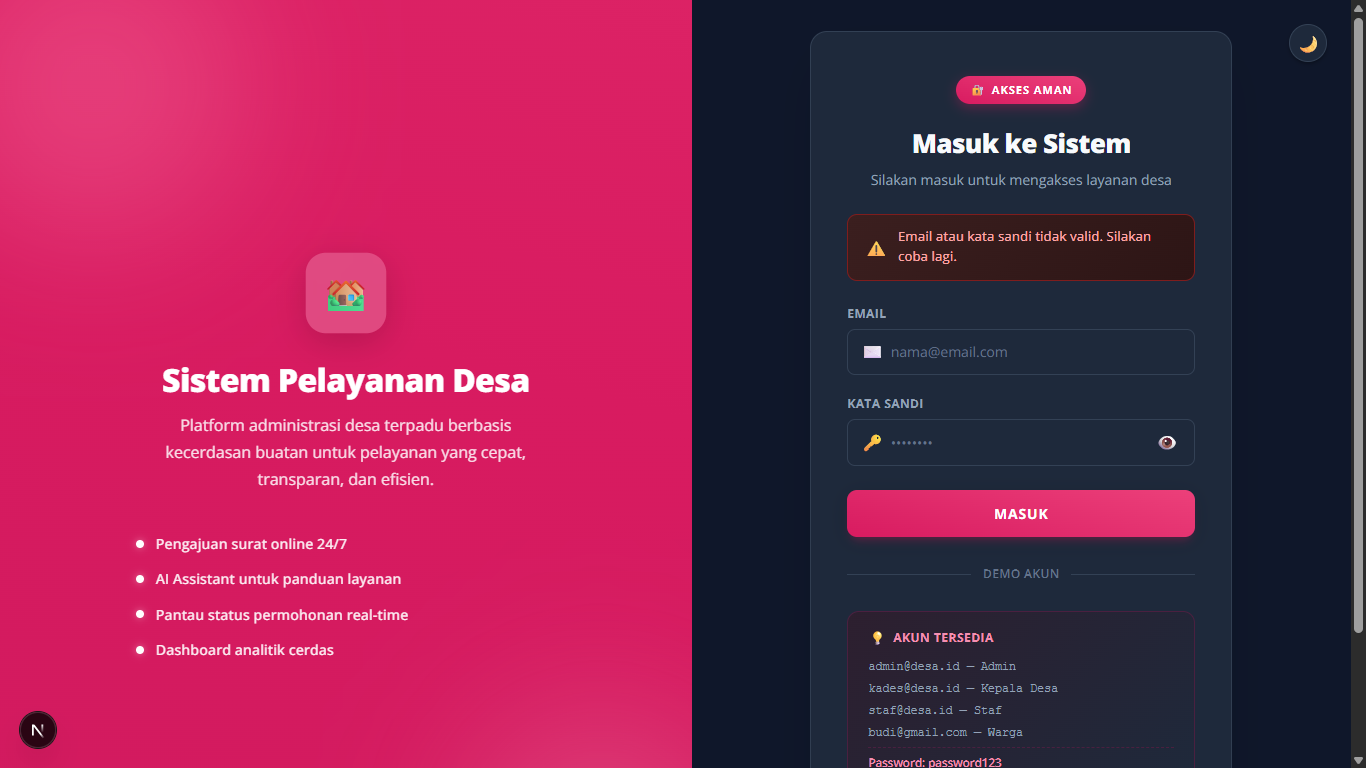 Sistem Pelayanan Desa
Platform administrasi desa terpadu berbasis
kecerdasan buatan untuk pelayanan yang cepat,
transparan, dan efisien.
Pengajuan surat online 24/7
AI Assistant untuk panduan layanan
Pantau status permohonan real-time
Dashboard analitik cerdas
N
AKSES AMAN
Masuk ke Sistem
Silakan masuk untuk mengakses layanan desa
Email atau kata sandi tidak valid. Silakan
coba lagi.
EMAIL
nama@email.com
KATA SANDI
••••••••
MASUK
DEMO AKUN
AKUN TERSEDIA
admin@desa.id — Admin
kades@desa.id — Kepala Desa
staf@desa.id — Staf
budi@gmail.com — Warga
Password: password123